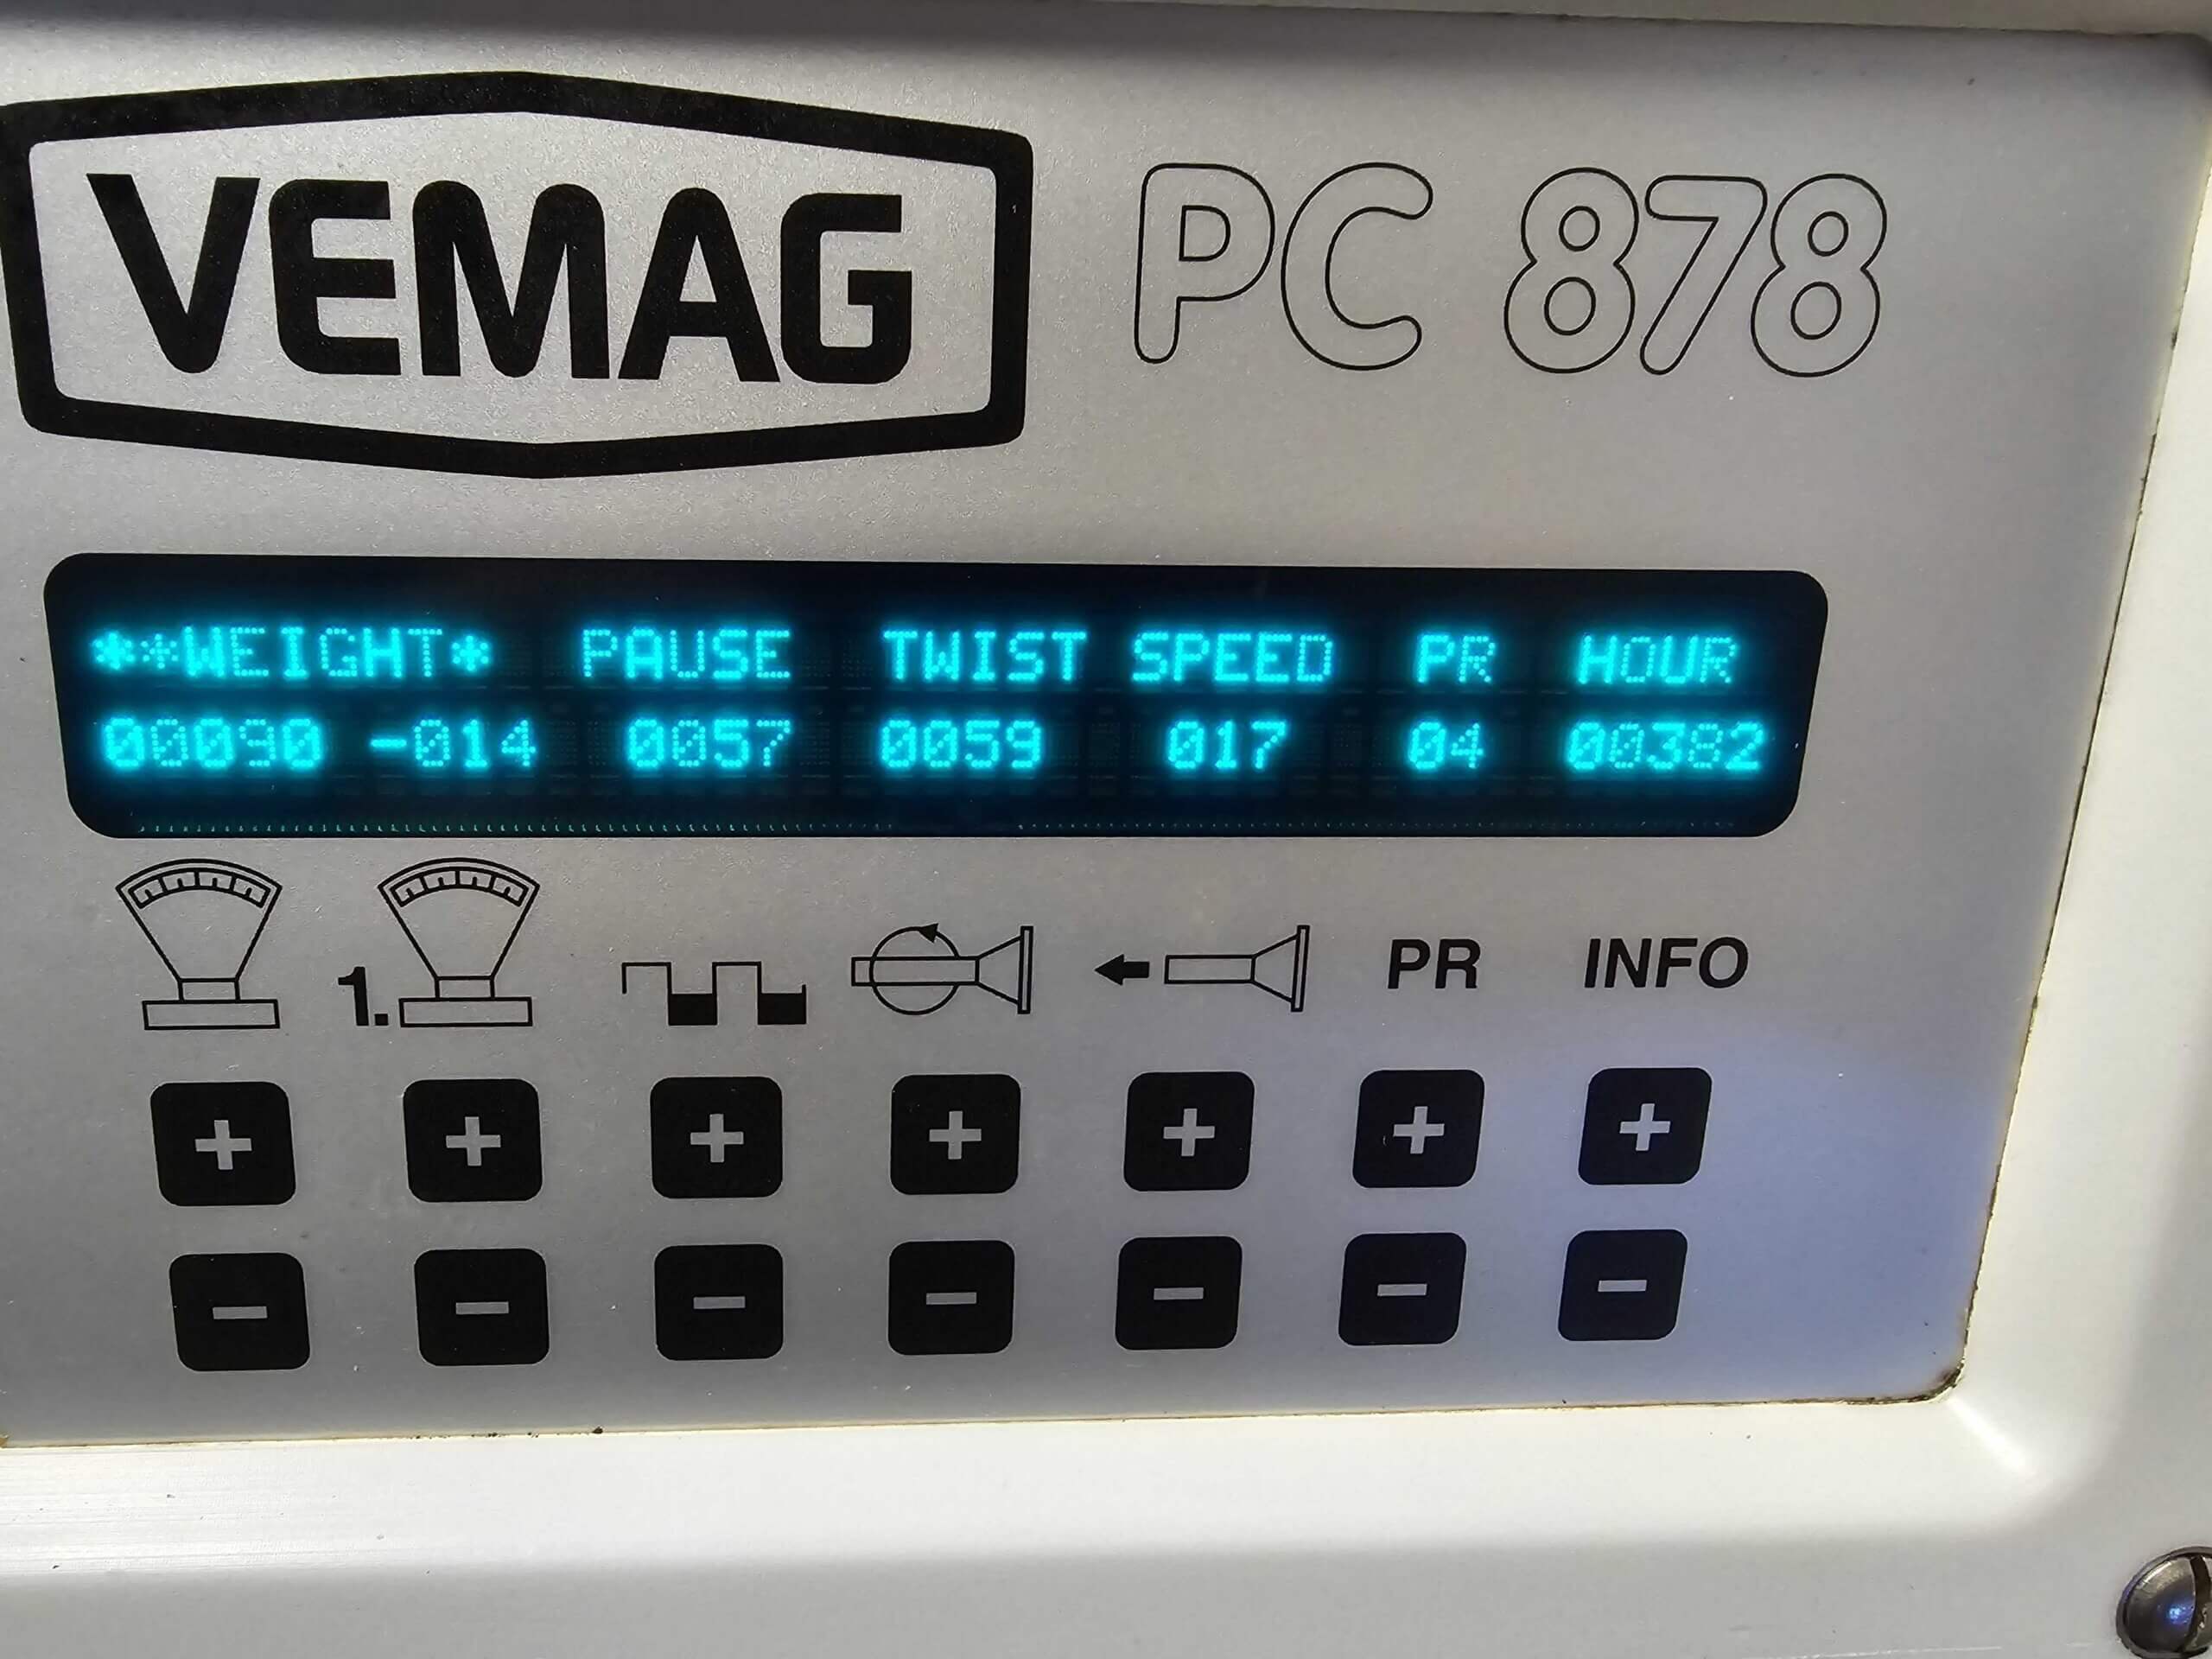 VEMAG PC 878
**WEIGHT* PAUSE TWIST SPEED PR HOUR
00090 -014 0057 0059 017 04 00382
1. PR INFO
+ + + + + + +
- - - - - - -